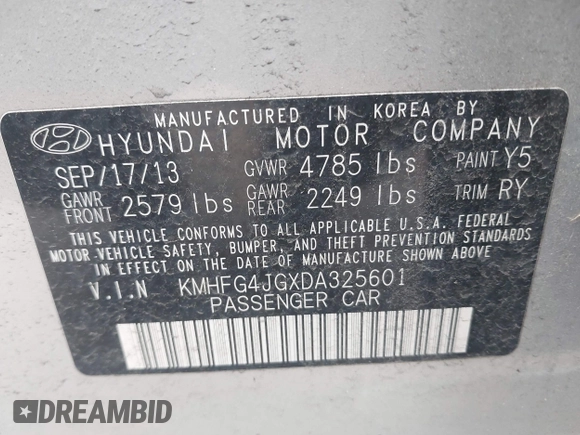 MANUFACTURED IN KOREA BY
HYUNDAI MOTOR COMPANY
SEP/17/13 GVWR 4785 lbs PAINT Y5
GAWR FRONT 2579 lbs GAWR REAR 2249 lbs TRIM RY
THIS VEHICLE CONFORMS TO ALL APPLICABLE U.S.A. FEDERAL
MOTOR VEHICLE SAFETY, BUMPER, AND THEFT PREVENTION STANDARDS
IN EFFECT ON THE DATE OF MANUFACTURE SHOWN ABOVE
V.I.N KMHFG4JGXDA325601
PASSENGER CAR
DREAMBID